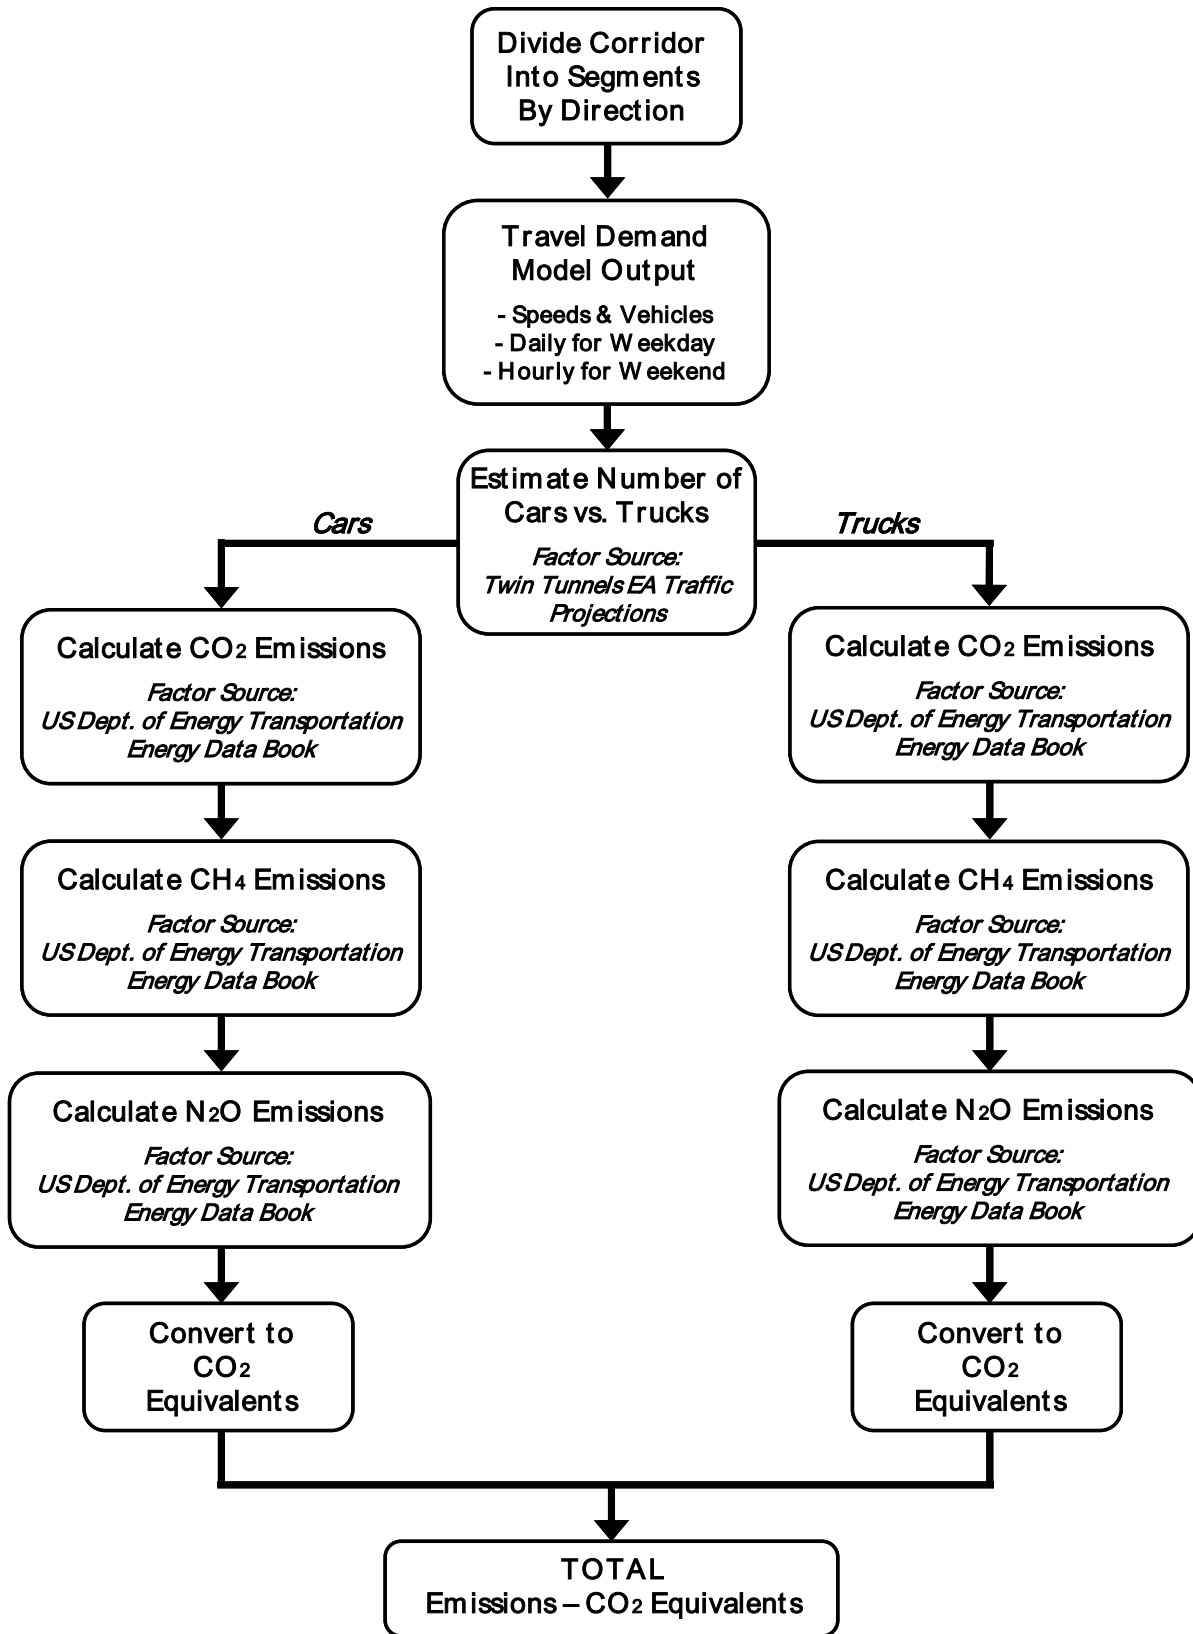 Divide Corridor
Into Segments
By Direction
Travel Demand
Model Output
- Speeds & Vehicles
- Daily for Weekday
- Hourly for Weekend
Estimate Number of
Cars vs. Trucks
Factor Source:
Twin Tunnels EA Traffic
Projections
Cars
Trucks
Calculate CO2 Emissions
Factor Source:
US Dept. of Energy Transportation
Energy Data Book
Calculate CH4 Emissions
Factor Source:
US Dept. of Energy Transportation
Energy Data Book
Calculate N2O Emissions
Factor Source:
US Dept. of Energy Transportation
Energy Data Book
Convert to
CO2
Equivalents
Calculate CO2 Emissions
Factor Source:
US Dept. of Energy Transportation
Energy Data Book
Calculate CH4 Emissions
Factor Source:
US Dept. of Energy Transportation
Energy Data Book
Calculate N2O Emissions
Factor Source:
US Dept. of Energy Transportation
Energy Data Book
Convert to
CO2
Equivalents
TOTAL
Emissions – CO2 Equivalents